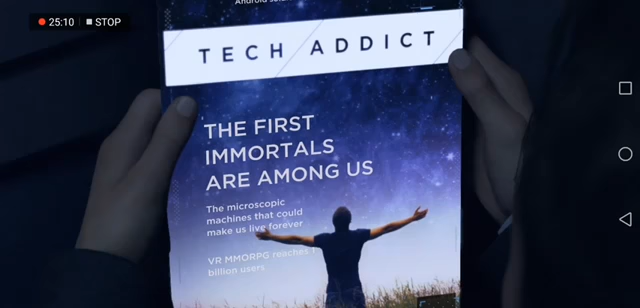 25:10 STOP
TECH ADDICT
THE FIRST
IMMORTALS
ARE AMONG US
The microscopic
machines that could
make us live forever
VR MMORPG reaches 1
billion users